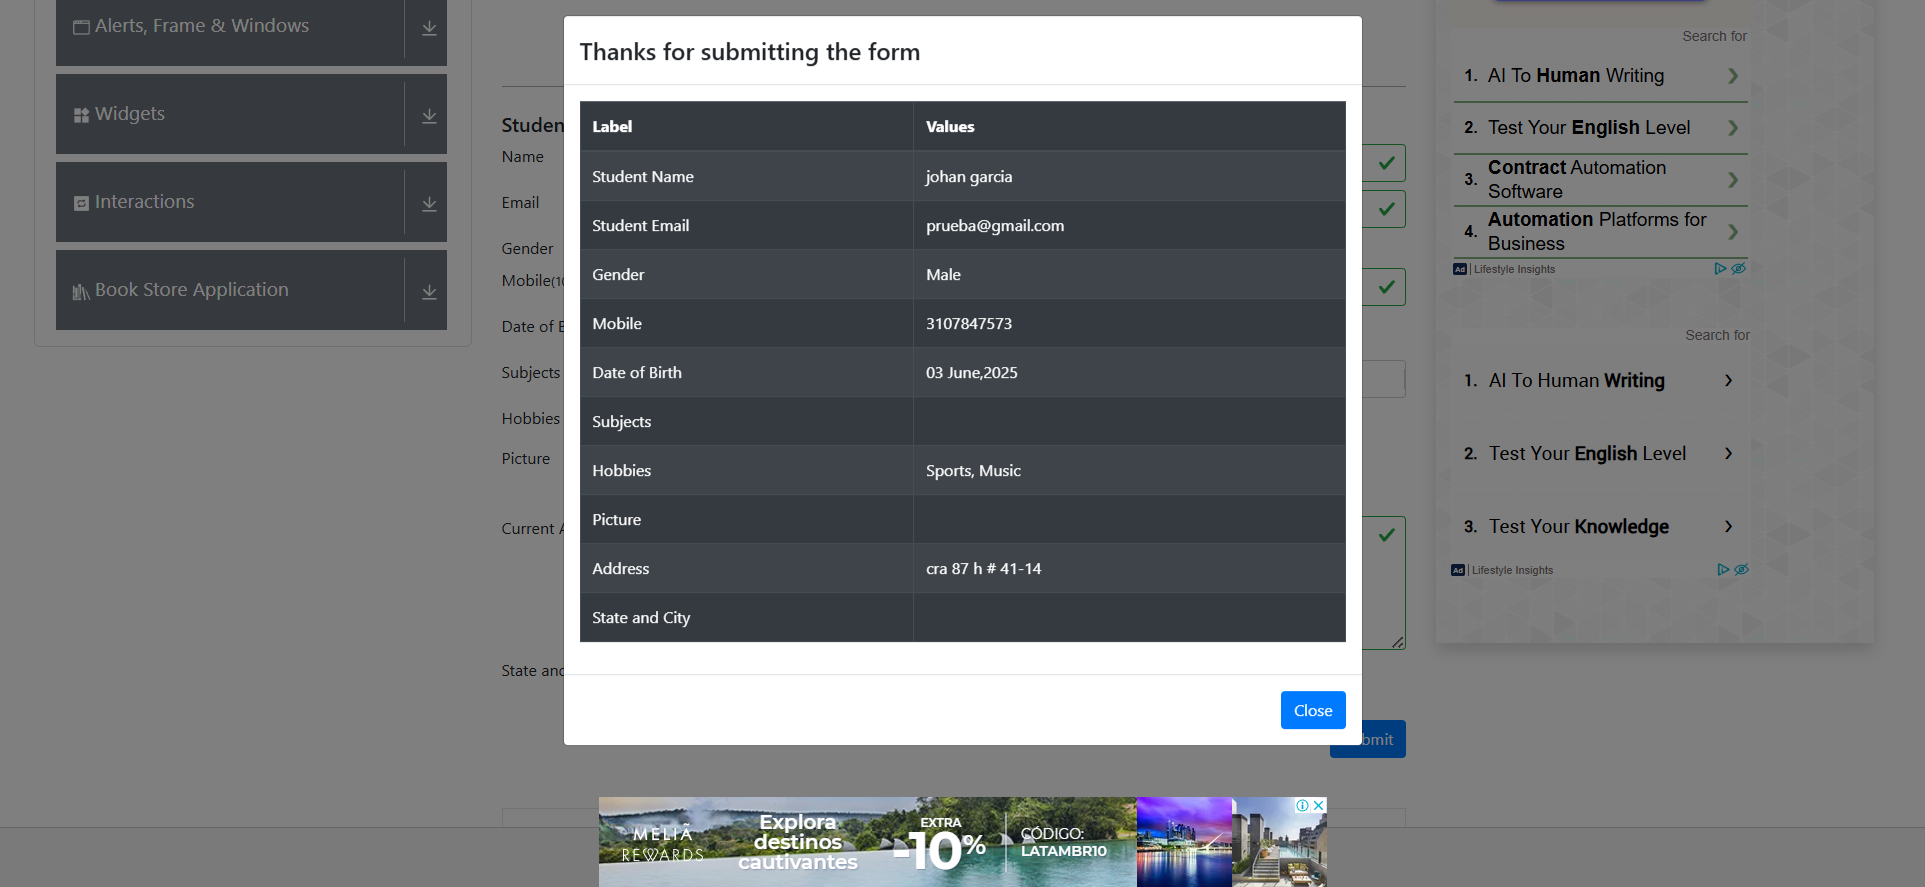 Alerts, Frame & Windows
Widgets
Interactions
Book Store Application
Studen
Name
Email
Gender
Mobile(10
Date of B
Subjects
Hobbies
Picture
Current A
State and
Thanks for submitting the form
Label Values
Student Name johan garcia
Student Email prueba@gmail.com
Gender Male
Mobile 3107847573
Date of Birth 03 June,2025
Subjects
Hobbies Sports, Music
Picture
Address cra 87 h # 41-14
State and City
Close
bmit
Search for
1. AI To Human Writing
2. Test Your English Level
3. Contract Automation
Software
4. Automation Platforms for
Business
Ad | Lifestyle Insights
Search for
1. AI To Human Writing
2. Test Your English Level
3. Test Your Knowledge
Ad | Lifestyle Insights
MELIÃ
REWARDS
Explora
destinos
cautivantes
EXTRA
-10%
CÓDIGO:
LATAMBR10